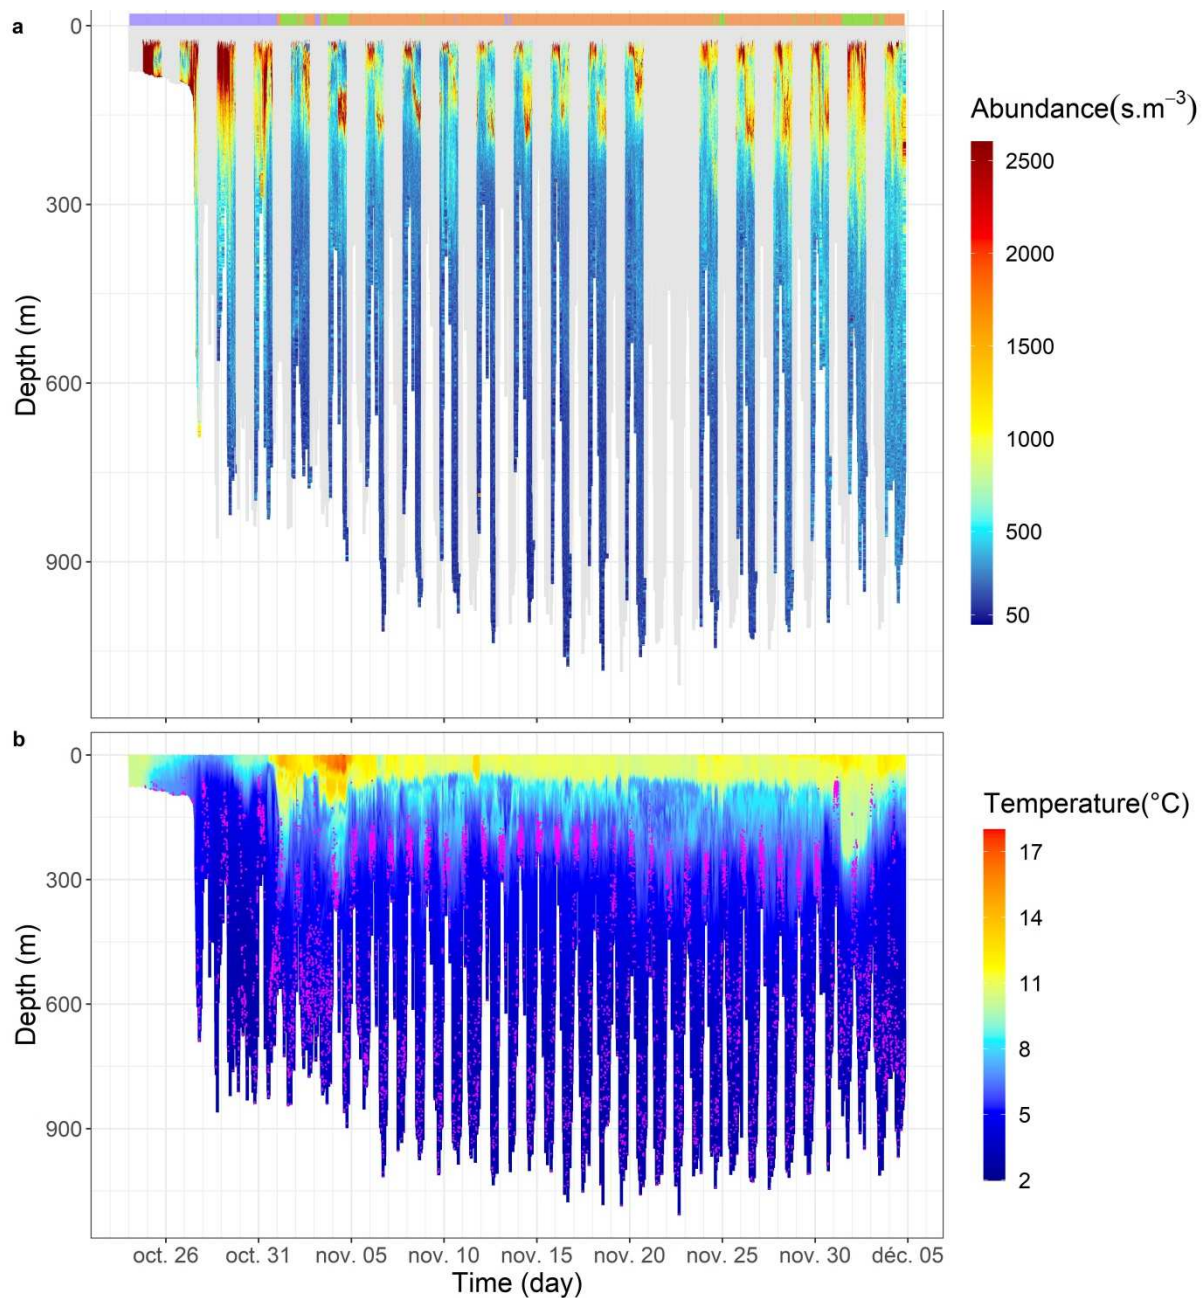 a
0
300
600
900
Depth (m)
Abundance(s.m⁻³)
2500
2000
1500
1000
500
50
b
0
300
600
900
Depth (m)
Temperature(°C)
17
14
11
8
5
2
oct. 26 oct. 31 nov. 05 nov. 10 nov. 15 nov. 20 nov. 25 nov. 30 déc. 05
Time (day)